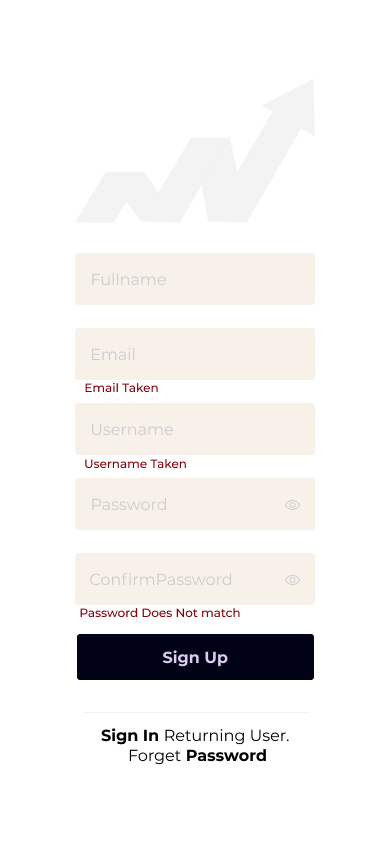 Fullname
Email
Email Taken
Username
Username Taken
Password
ConfirmPassword
Password Does Not match
Sign Up
Sign In Returning User.
Forget Password